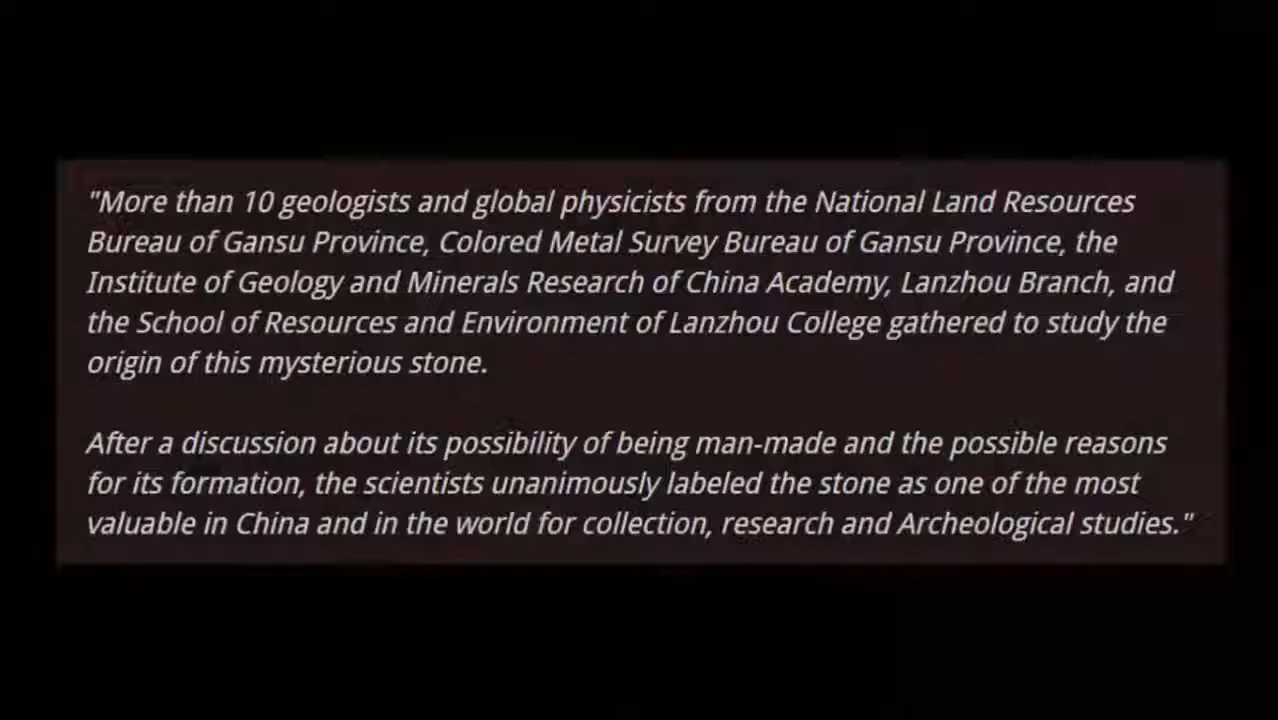 "More than 10 geologists and global physicists from the National Land Resources
Bureau of Gansu Province, Colored Metal Survey Bureau of Gansu Province, the
Institute of Geology and Minerals Research of China Academy, Lanzhou Branch, and
the School of Resources and Environment of Lanzhou College gathered to study the
origin of this mysterious stone.
After a discussion about its possibility of being man-made and the possible reasons
for its formation, the scientists unanimously labeled the stone as one of the most
valuable in China and in the world for collection, research and Archeological studies."